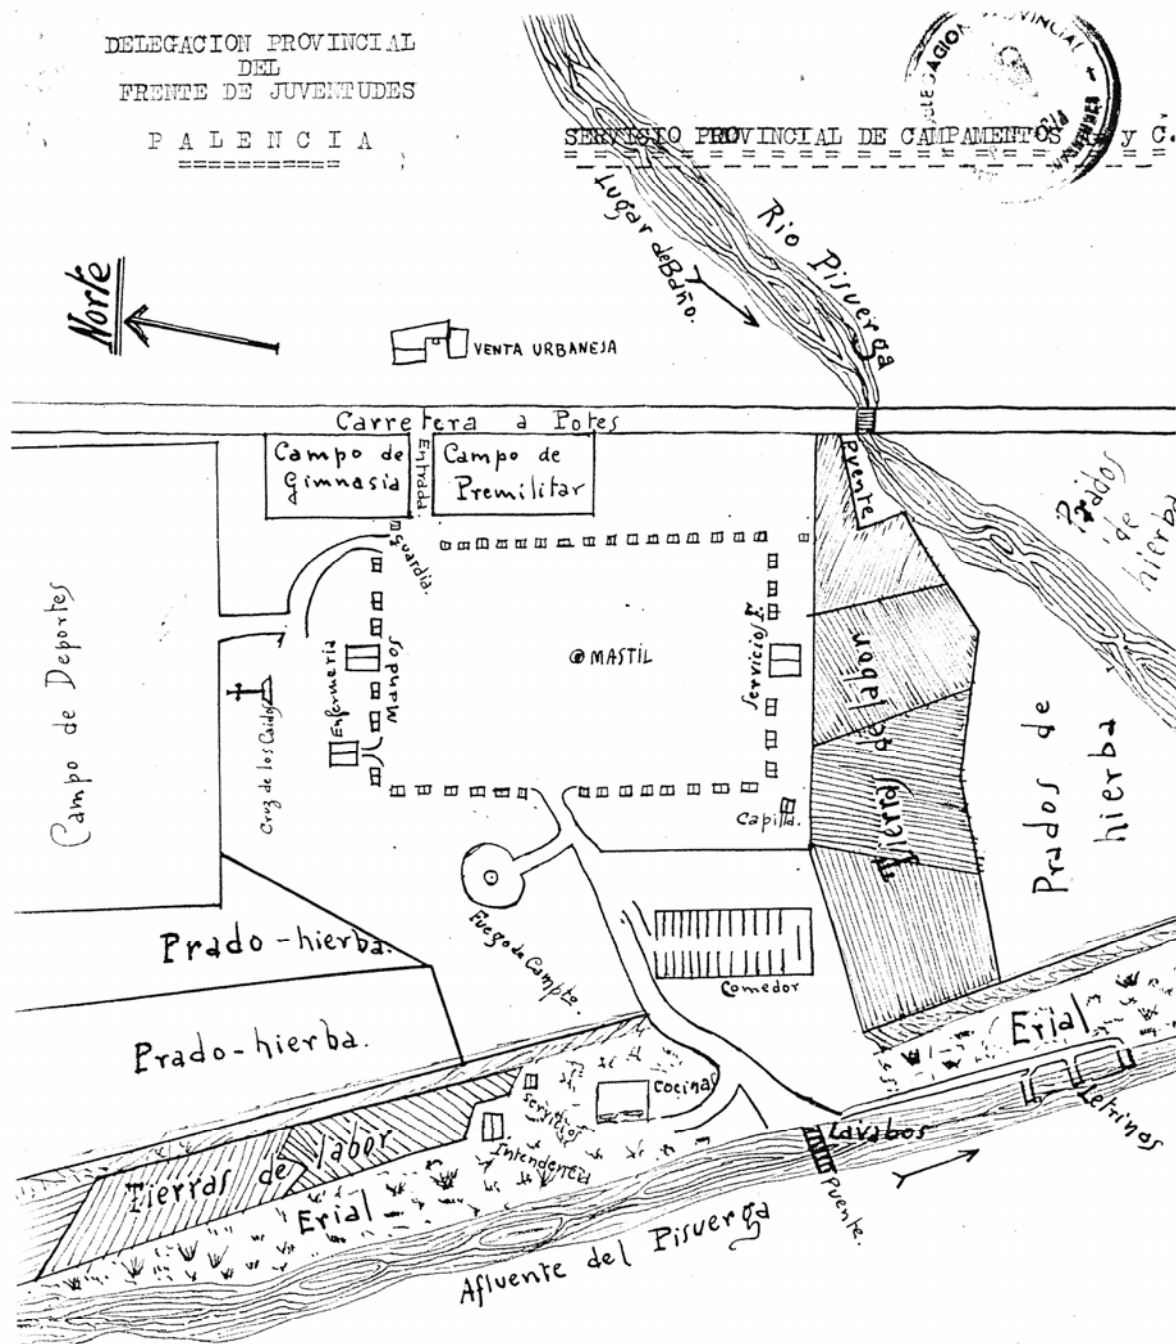 DELEGACION PROVINCIAL
DEL
FRENTE DE JUVENTUDES
PALENCIA
SERVICIO PROVINCIAL DE CAMPAMENTOS y C.
Norte
Lugar de Baño.
Rio Pisuerga
VENTA URBANEJA
Carretera a Potes
Campo de
Gimnasia
Entrada
Campo de
Premilitar
Puente
Prados
de
hierba
guardia.
Campo de Deportes
Enfermeria
Mandos
MASTIL
Servicios
Cruz de los Caidos
Capilla.
Tierras de labor
Prados de
hierba
Prado-hierba.
Fuego de Campto.
Comedor
Prado-hierba.
Erial
cocinas
Servicios
Letrinas
Lavabos
Tierras de labor
Intendencia
Puente.
Erial
Afluente del Pisuerga